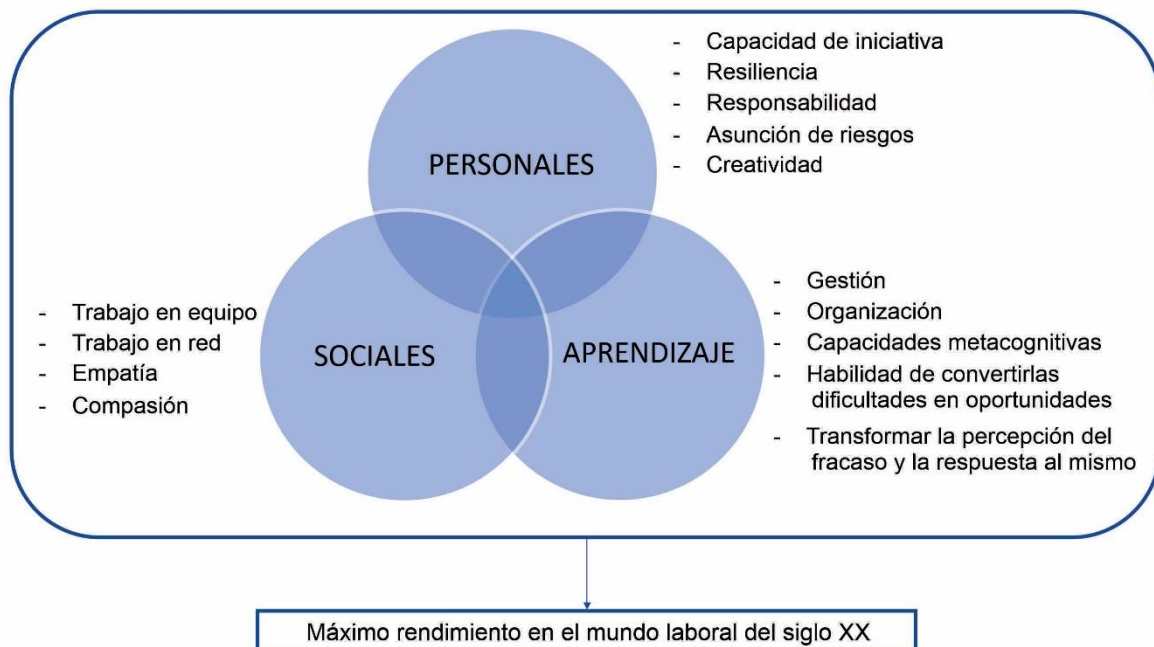 PERSONALES
- Capacidad de iniciativa
- Resiliencia
- Responsabilidad
- Asunción de riesgos
- Creatividad
SOCIALES
- Trabajo en equipo
- Trabajo en red
- Empatía
- Compasión
APRENDIZAJE
- Gestión
- Organización
- Capacidades metacognitivas
- Habilidad de convertirlas
dificultades en oportunidades
- Transformar la percepción del
fracaso y la respuesta al mismo
Máximo rendimiento en el mundo laboral del siglo XX